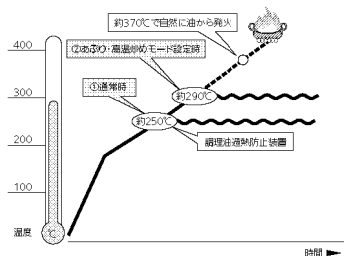 約370℃で自然に油から発火
400
②あぶり・高温炒めモード設定時
①通常時
300
約290℃
約250℃
200
調理油過熱防止装置
100
温度
℃
時間